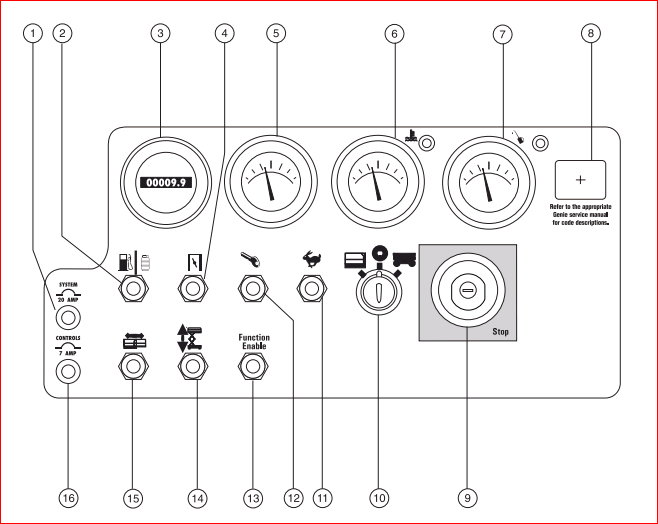 1 2 3 4 5 6 7 8
00009.9
+
Refer to the appropriate
Genie service manual
for code descriptions.
SYSTEM
20 AMP
CONTROLS
7 AMP
Function
Enable
Stop
16 15 14 13 12 11 10 9